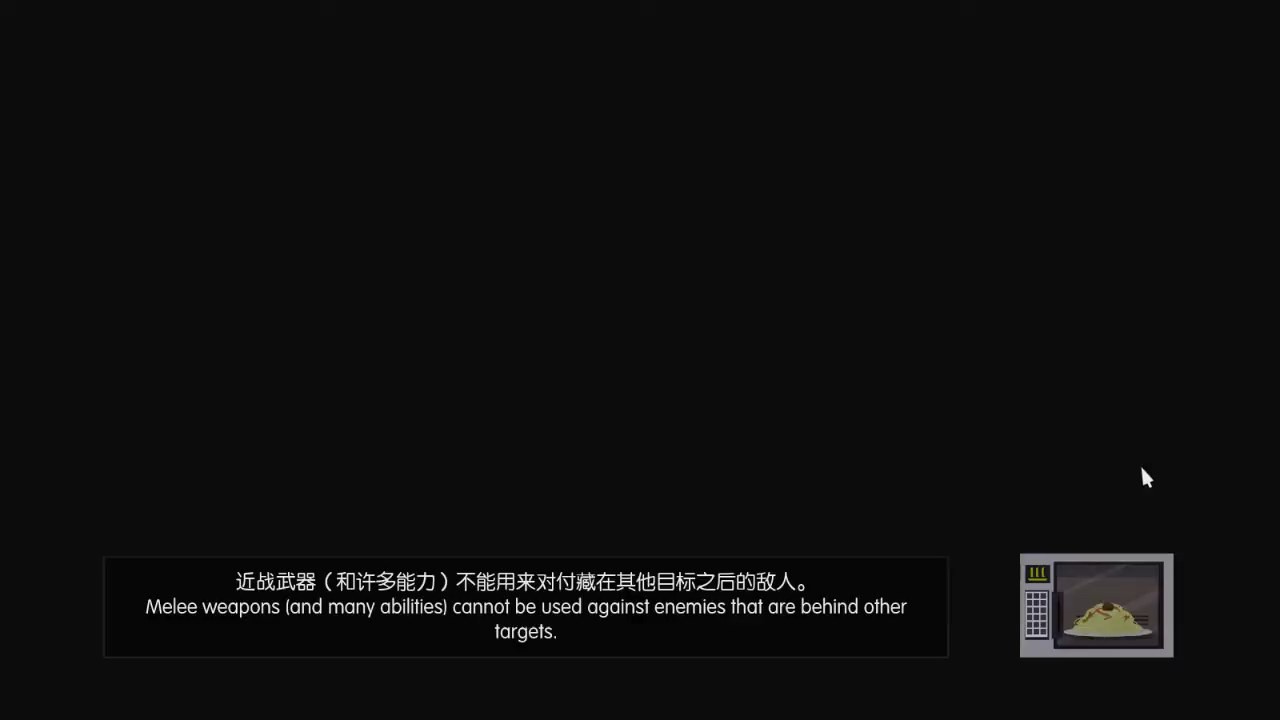 近战武器（和许多能力）不能用来对付藏在其他目标之后的敌人。
Melee weapons (and many abilities) cannot be used against enemies that are behind other
targets.